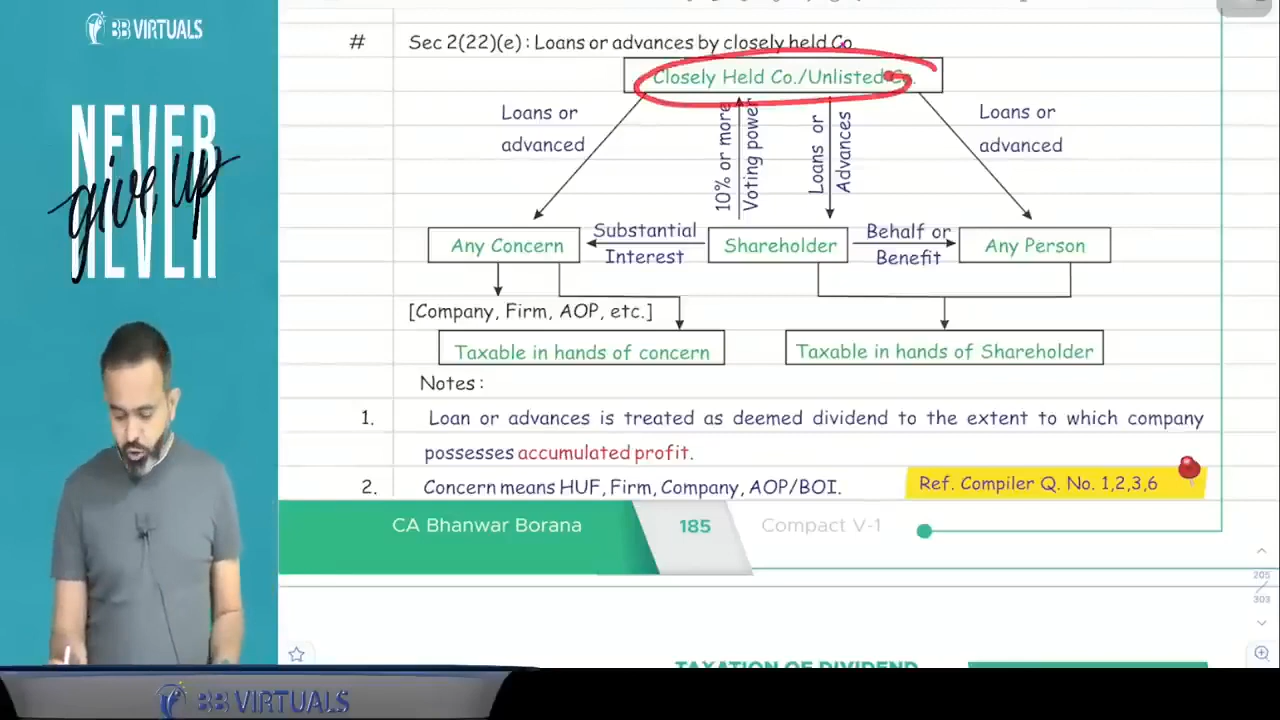 BB VIRTUALS
NEVER
give up
NEVER
# Sec 2(22)(e) : Loans or advances by closely held Co.
Closely Held Co./Unlisted Co.
Loans or
advanced
10% or more
Voting power
Loans or
Advances
Loans or
advanced
Any Concern
Substantial
Interest
Shareholder
Behalf or
Benefit
Any Person
[Company, Firm, AOP, etc.]
Taxable in hands of concern
Taxable in hands of Shareholder
Notes :
1. Loan or advances is treated as deemed dividend to the extent to which company
possesses accumulated profit.
2. Concern means HUF, Firm, Company, AOP/BOI.
Ref. Compiler Q. No. 1,2,3,6
CA Bhanwar Borana
185
Compact V-1
205
303
TAXATION OF DIVIDEND
BB VIRTUALS